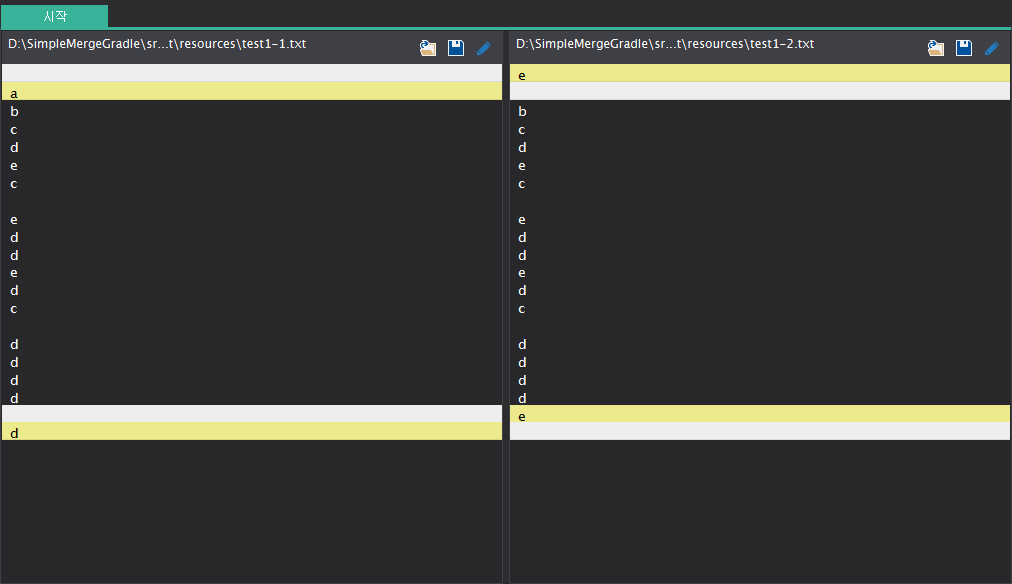 시작
D:\SimpleMergeGradle\sr...t\resources\test1-1.txt
a
b
c
d
e
c
e
d
d
e
d
c
d
d
d
d
d
D:\SimpleMergeGradle\sr...t\resources\test1-2.txt
e
b
c
d
e
c
e
d
d
e
d
c
d
d
d
d
e